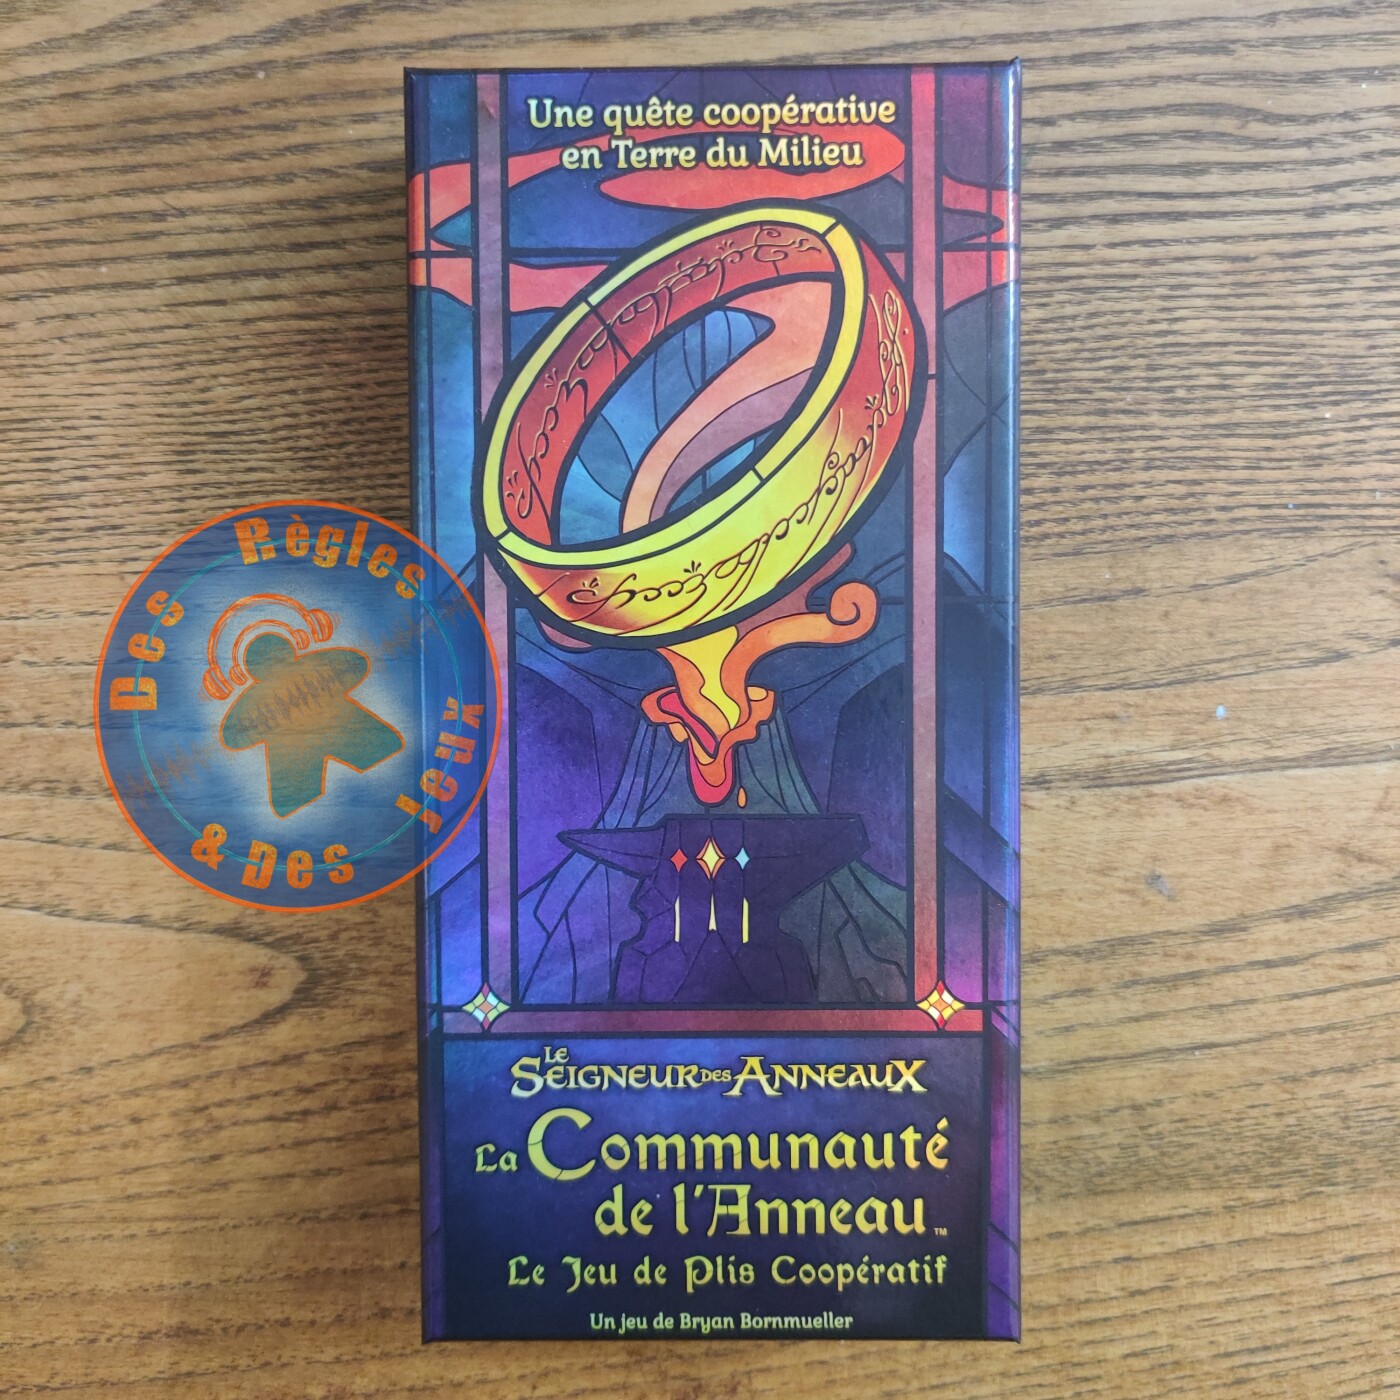 Une quête coopérative
en Terre du Milieu
Des Règles
& Des Jeux
Le
Seigneur des Anneaux
La Communauté
de l'Anneau™
Le Jeu de Plis Coopératif
Un jeu de Bryan Bornmueller